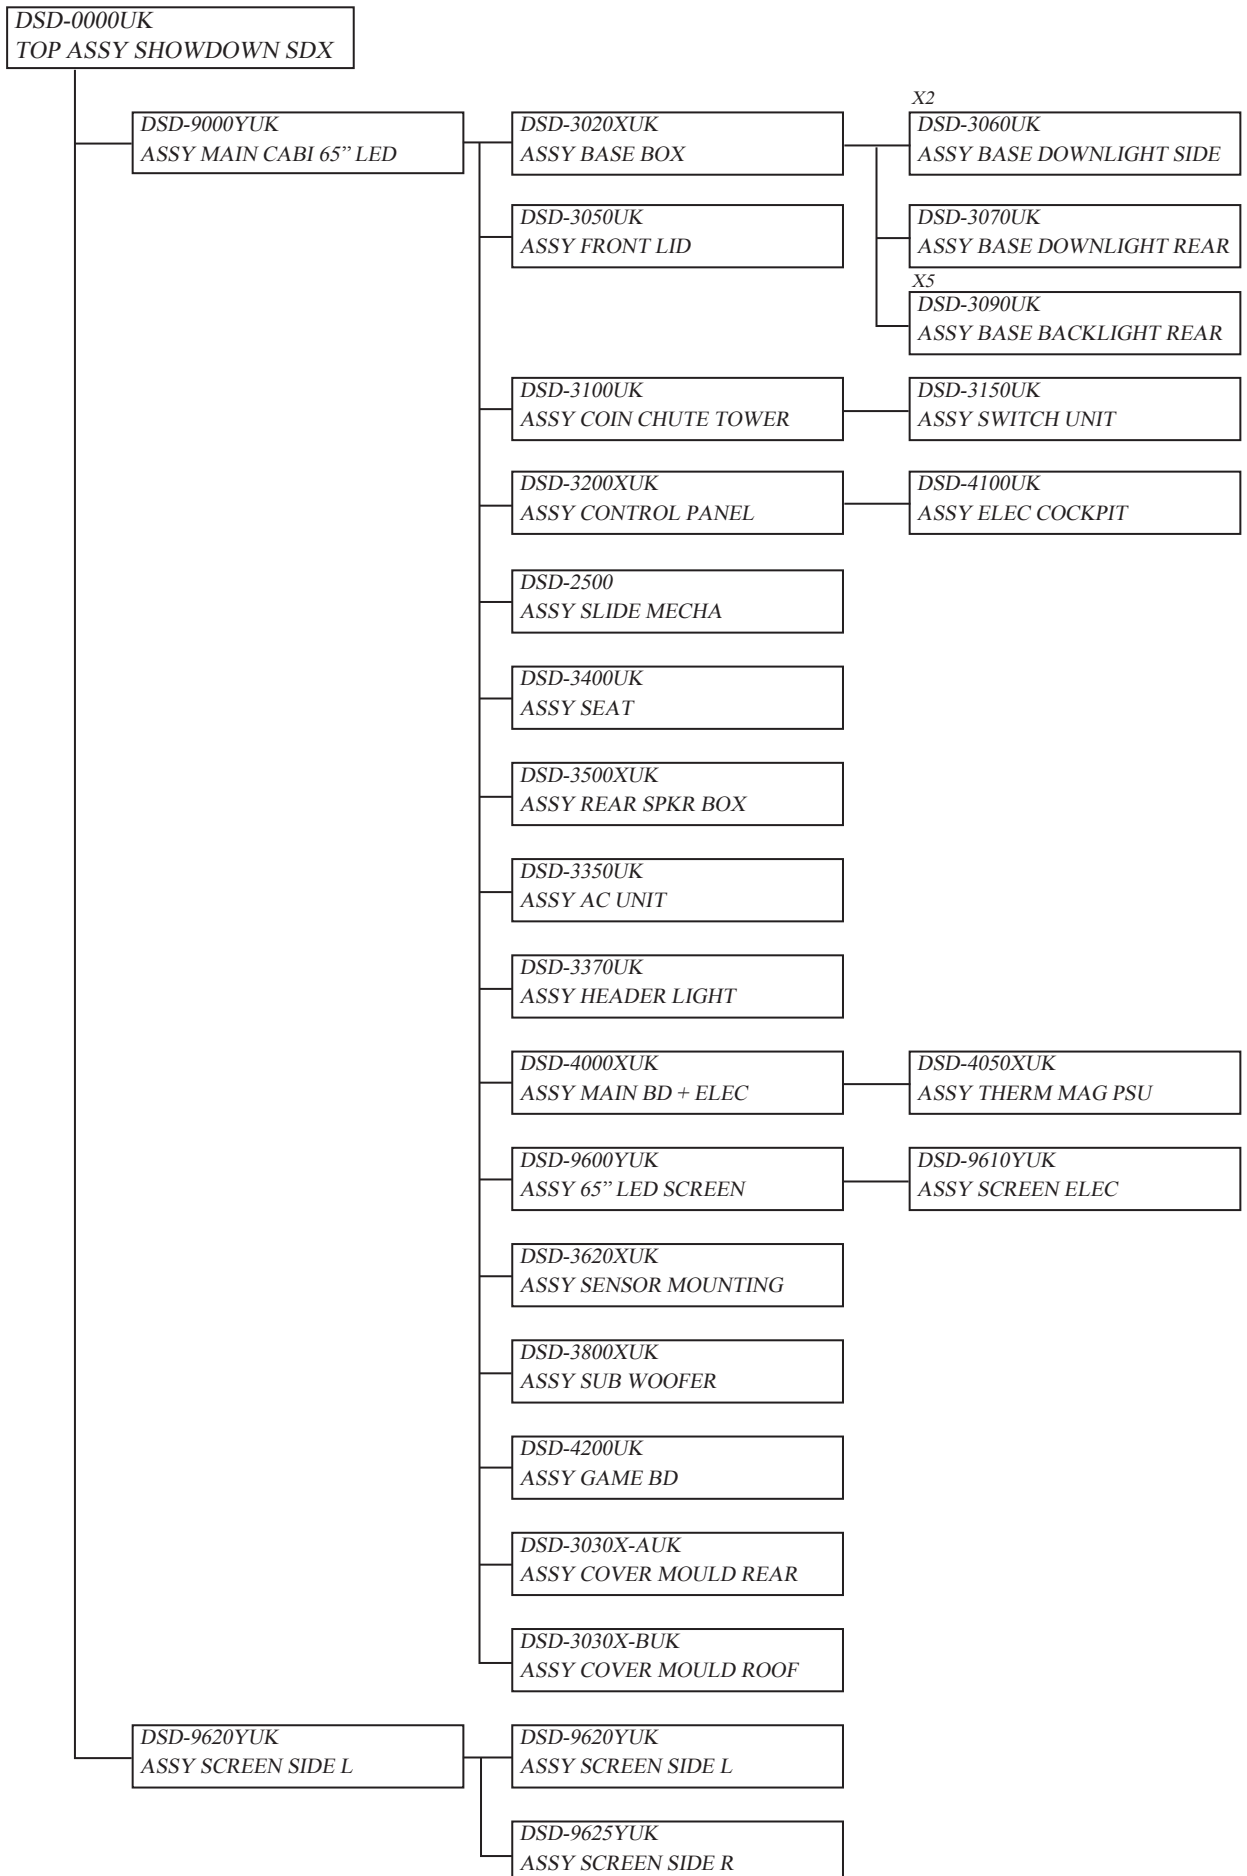 DSD-0000UK
TOP ASSY SHOWDOWN SDX
DSD-9000YUK
ASSY MAIN CABI 65” LED
DSD-3020XUK
ASSY BASE BOX
X2
DSD-3060UK
ASSY BASE DOWNLIGHT SIDE
DSD-3050UK
ASSY FRONT LID
DSD-3070UK
ASSY BASE DOWNLIGHT REAR
X5
DSD-3090UK
ASSY BASE BACKLIGHT REAR
DSD-3100UK
ASSY COIN CHUTE TOWER
DSD-3150UK
ASSY SWITCH UNIT
DSD-3200XUK
ASSY CONTROL PANEL
DSD-4100UK
ASSY ELEC COCKPIT
DSD-2500
ASSY SLIDE MECHA
DSD-3400UK
ASSY SEAT
DSD-3500XUK
ASSY REAR SPKR BOX
DSD-3350UK
ASSY AC UNIT
DSD-3370UK
ASSY HEADER LIGHT
DSD-4000XUK
ASSY MAIN BD + ELEC
DSD-4050XUK
ASSY THERM MAG PSU
DSD-9600YUK
ASSY 65” LED SCREEN
DSD-9610YUK
ASSY SCREEN ELEC
DSD-3620XUK
ASSY SENSOR MOUNTING
DSD-3800XUK
ASSY SUB WOOFER
DSD-4200UK
ASSY GAME BD
DSD-3030X-AUK
ASSY COVER MOULD REAR
DSD-3030X-BUK
ASSY COVER MOULD ROOF
DSD-9620YUK
ASSY SCREEN SIDE L
DSD-9620YUK
ASSY SCREEN SIDE L
DSD-9625YUK
ASSY SCREEN SIDE R